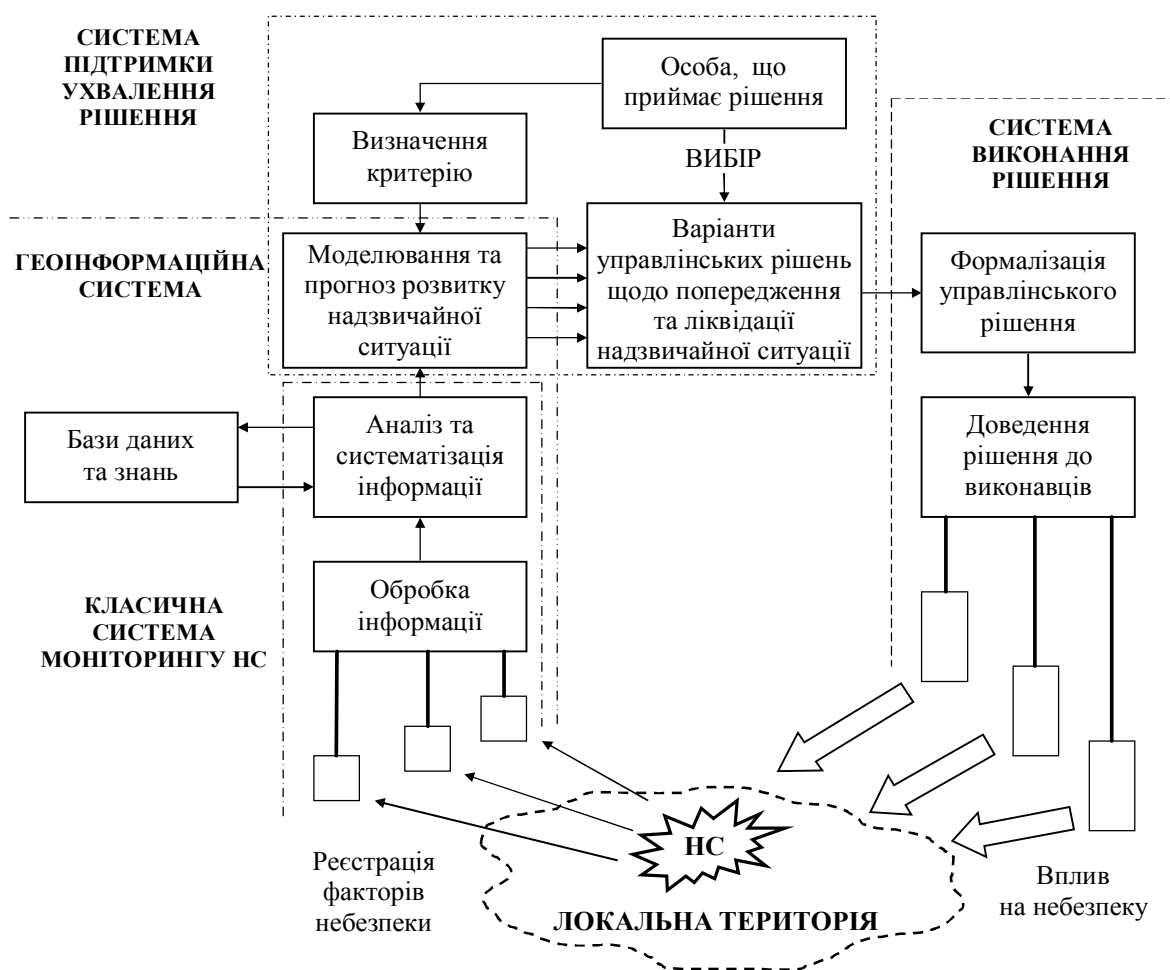 СИСТЕМА
ПІДТРИМКИ
УХВАЛЕННЯ
РІШЕННЯ
Особа, що
приймає рішення
Визначення
критерію
ВИБІР
СИСТЕМА
ВИКОНАННЯ
РІШЕННЯ
ГЕОІНФОРМАЦІЙНА
СИСТЕМА
Моделювання та
прогноз розвитку
надзвичайної
ситуації
Варіанти
управлінських рішень
щодо попередження
та ліквідації
надзвичайної ситуації
Формалізація
управлінського
рішення
Бази даних
та знань
Аналіз та
систематізація
інформації
Доведення
рішення до
виконавців
КЛАСИЧНА
СИСТЕМА
МОНІТОРИНГУ НС
Обробка
інформації
НС
Реєстрація
факторів
небезпеки
ЛОКАЛЬНА ТЕРИТОРІЯ
Вплив
на небезпеку